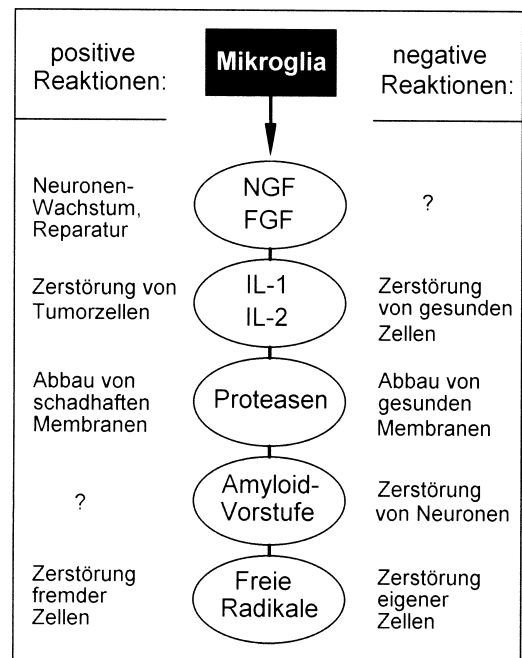 positive
Reaktionen:
Mikroglia
negative
Reaktionen:
Neuronen-
Wachstum,
Reparatur
NGF
FGF
?
Zerstörung von
Tumorzellen
IL-1
IL-2
Zerstörung
von gesunden
Zellen
Abbau von
schadhaften
Membranen
Proteasen
Abbau von
gesunden
Membranen
?
Amyloid-
Vorstufe
Zerstörung
von Neuronen
Zerstörung
fremder
Zellen
Freie
Radikale
Zerstörung
eigener
Zellen